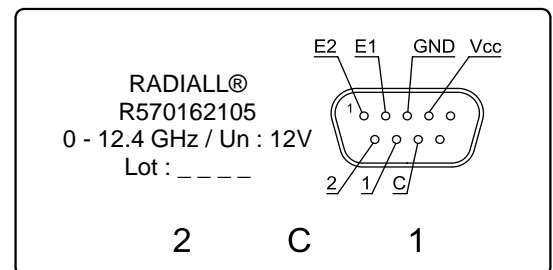 E2 E1 GND Vcc
RADIALL®
R570162105
0 - 12.4 GHz / Un : 12V
Lot : _ _ _ _
1
2 1 C
2 C 1